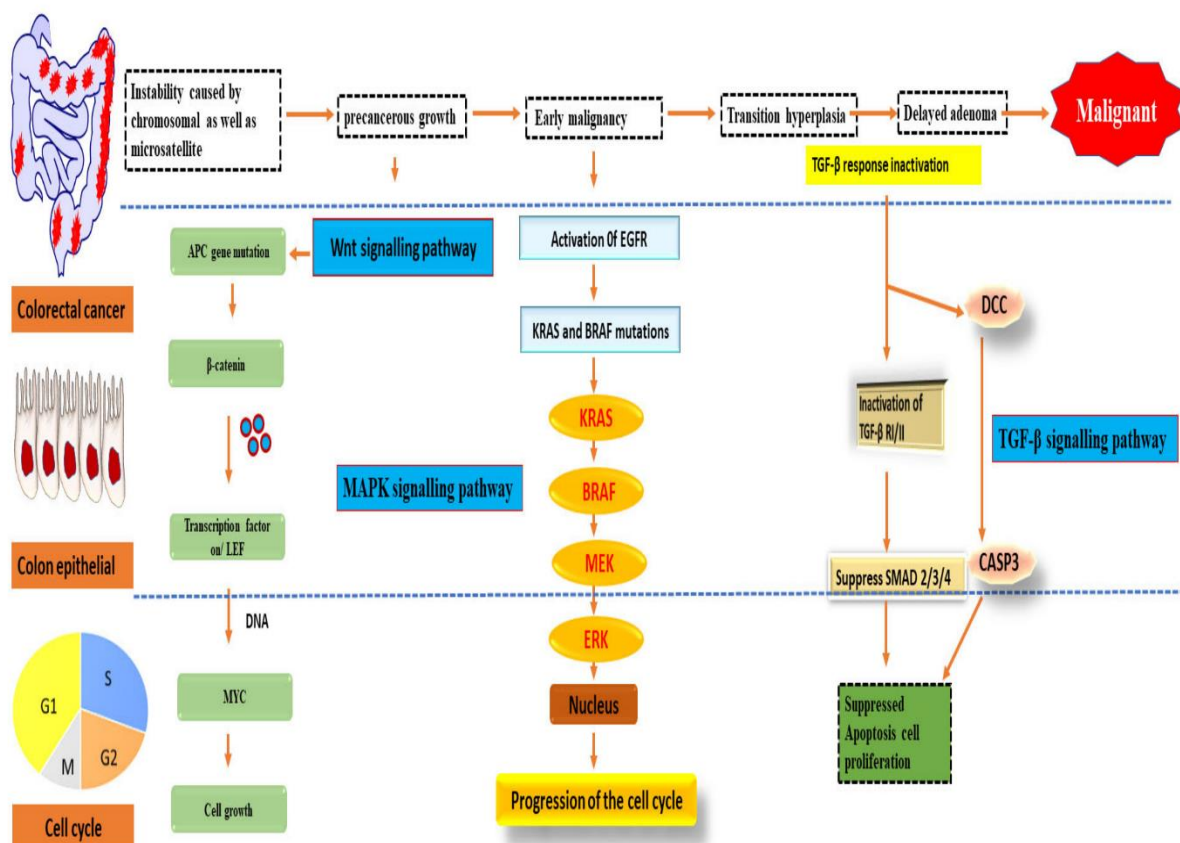 Instability caused by
chromosomal as well as
microsatellite
precancerous growth
Early malignancy
Transition hyperplasia
Delayed adenoma
Malignant
TGF-β response inactivation
Colorectal cancer
Colon epithelial
G1
S
G2
M
Cell cycle
APC gene mutation
Wnt signalling pathway
β-catenin
Transcription factor
on/ LEF
DNA
MYC
Cell growth
Activation 0f EGFR
KRAS and BRAF mutations
KRAS
BRAF
MEK
ERK
Nucleus
Progression of the cell cycle
MAPK signalling pathway
DCC
Inactivation of
TGF-β RI/II
TGF-β signalling pathway
Suppress SMAD 2/3/4
CASP3
Suppressed
Apoptosis cell
proliferation